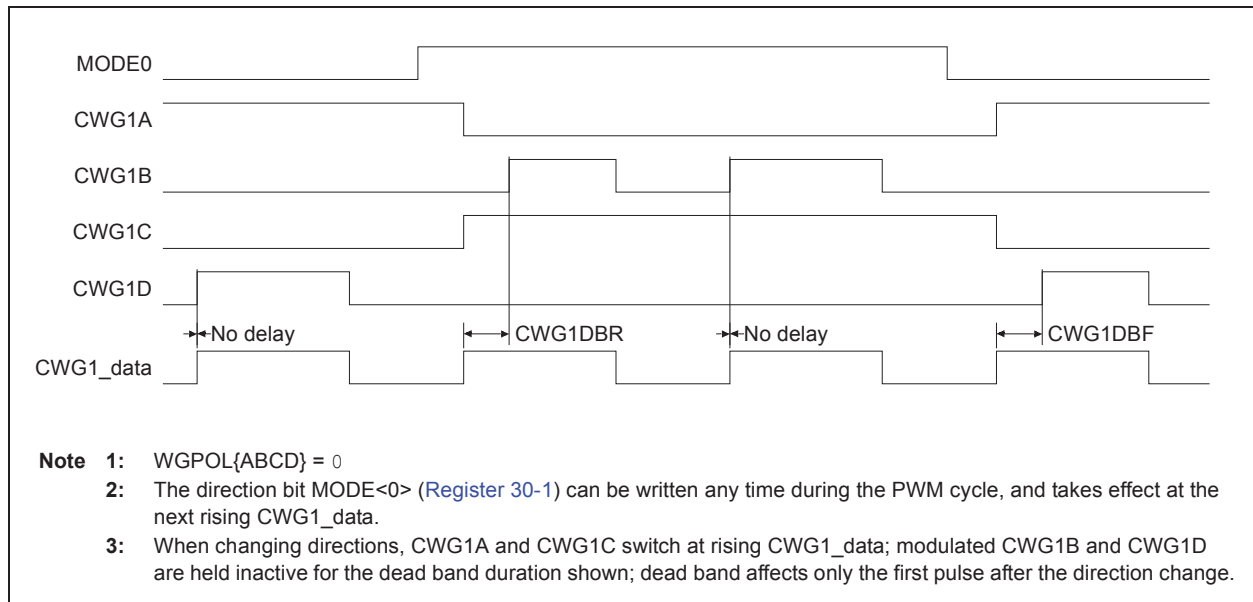 MODE0
CWG1A
CWG1B
CWG1C
CWG1D
No delay CWG1DBR No delay CWG1DBF
CWG1_data
Note 1: WGPOL{ABCD} = 0
2: The direction bit MODE<0> (Register 30-1) can be written any time during the PWM cycle, and takes effect at the
next rising CWG1_data.
3: When changing directions, CWG1A and CWG1C switch at rising CWG1_data; modulated CWG1B and CWG1D
are held inactive for the dead band duration shown; dead band affects only the first pulse after the direction change.